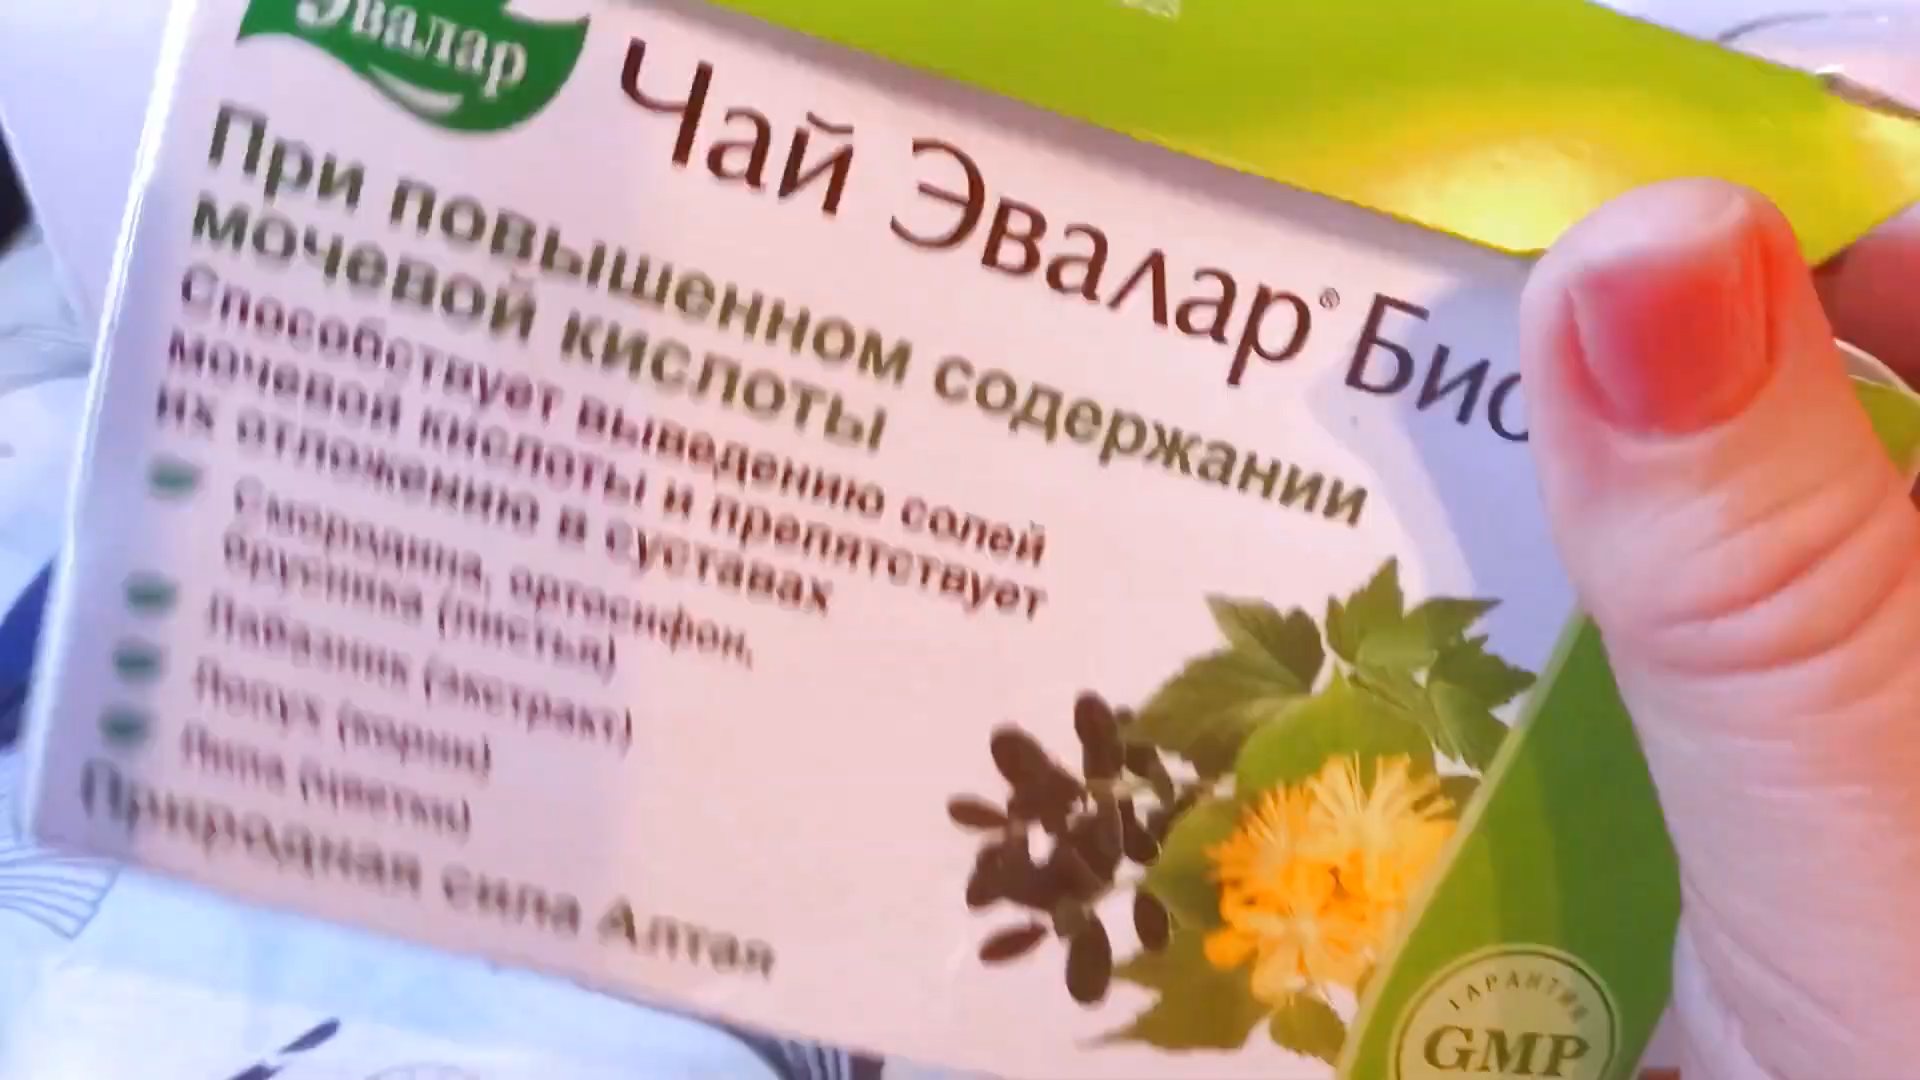 Эвалар
Чай Эвалар® Био
При повышенном содержании
мочевой кислоты
Способствует выведению солей
мочевой кислоты и препятствует
их отложению в суставах
Смородина, ортосифон,
брусника (листья)
Лабазник (экстракт)
Лопух (корни)
Липа (цветки)
Природная сила Алтая
ГАРАНТИЯ
GMP